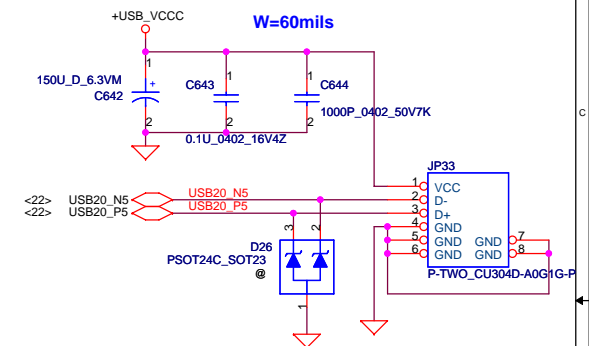 +USB_VCCC
W=60mils
1
1
1
150U_D_6.3VM
+
C643
C644
C642
1000P_0402_50V7K
2
2
2
0.1U_0402_16V4Z
C
JP33
1 VCC
<22> USB20_N5 USB20_N5 2 D-
<22> USB20_P5 USB20_P5 3 D+
4 GND
5 GND GND 7
6 GND GND 8
3 2
D26
PSOT24C_SOT23
@
P-TWO_CU304D-A0G1G-P
1